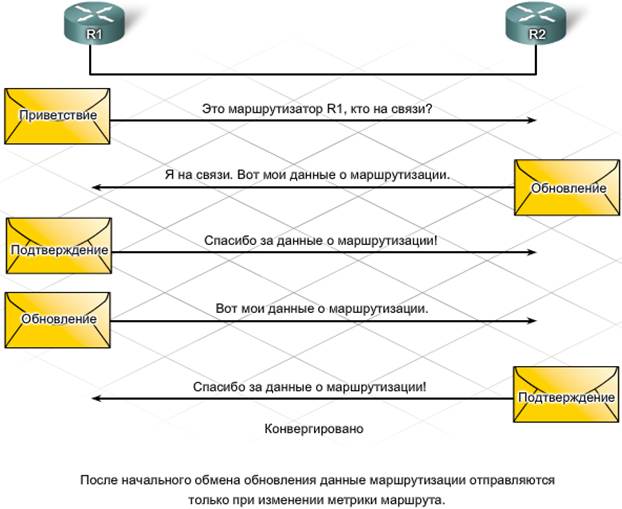 R1
R2
Приветствие
Это маршрутизатор R1, кто на связи?
Я на связи. Вот мои данные о маршрутизации.
Обновление
Подтверждение
Спасибо за данные о маршрутизации!
Обновление
Вот мои данные о маршрутизации.
Спасибо за данные о маршрутизации!
Подтверждение
Конвергировано
После начального обмена обновления данные маршрутизации отправляются
только при изменении метрики маршрута.